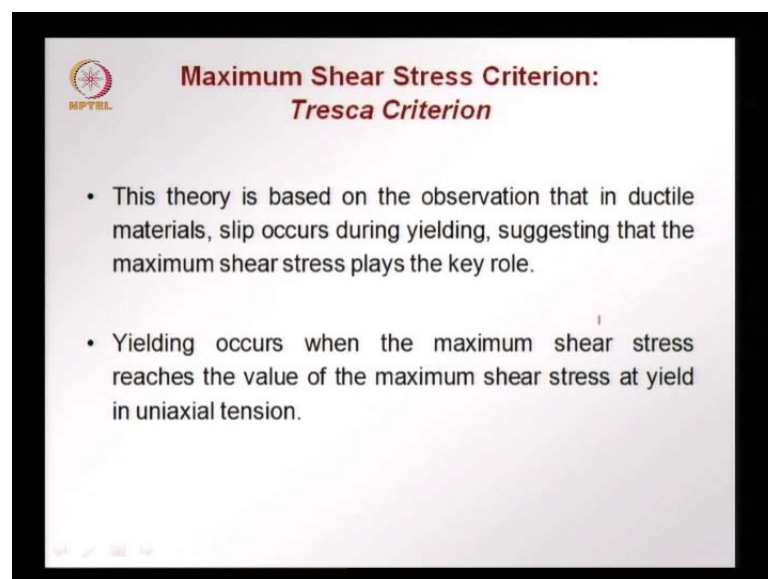 Maximum Shear Stress Criterion:
Tresca Criterion
NPTEL
• This theory is based on the observation that in ductile
materials, slip occurs during yielding, suggesting that the
maximum shear stress plays the key role.
• Yielding occurs when the maximum shear stress
reaches the value of the maximum shear stress at yield
in uniaxial tension.